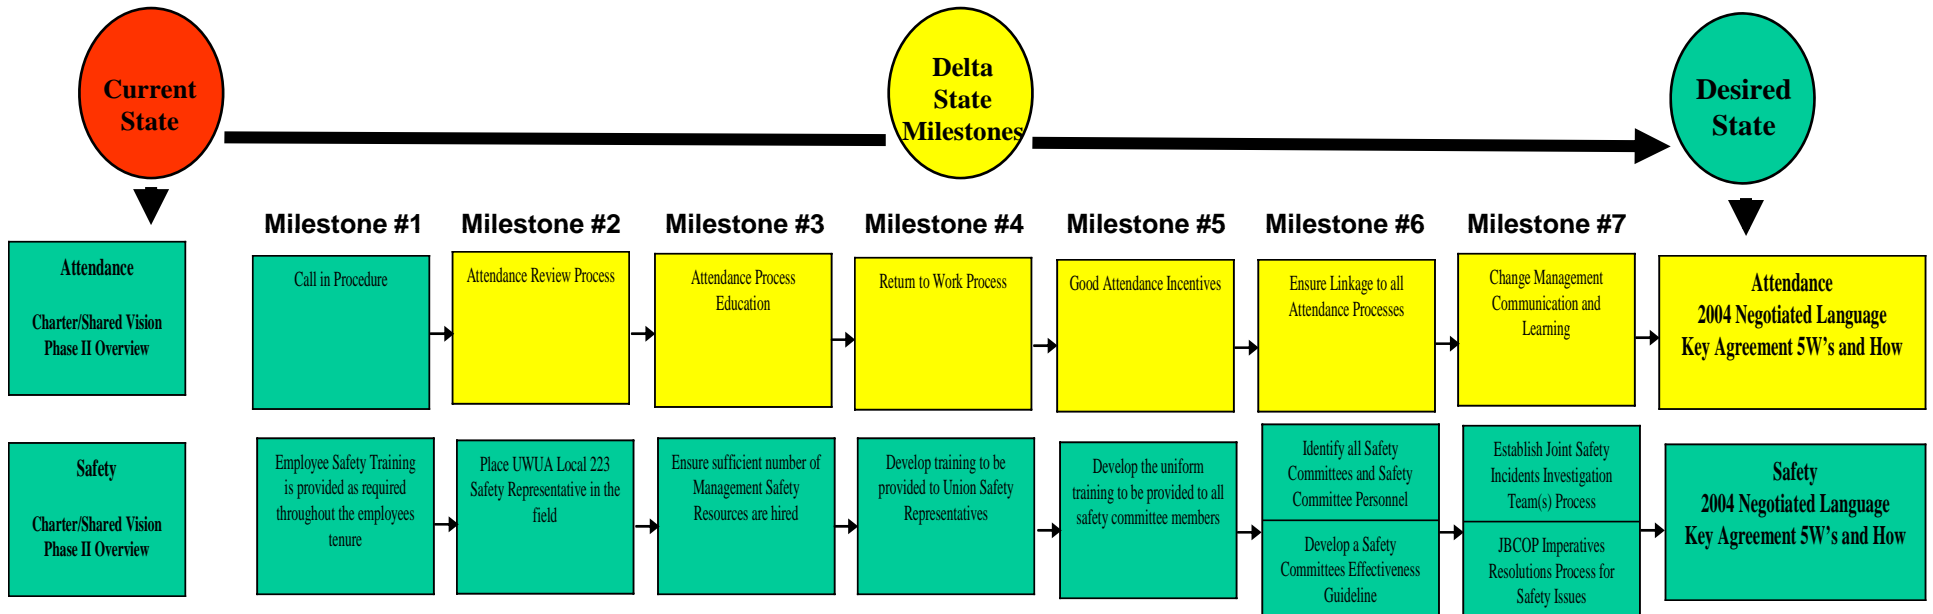 Current
State
Delta
State
Milestones
Desired
State
Milestone #1
Milestone #2
Milestone #3
Milestone #4
Milestone #5
Milestone #6
Milestone #7
Attendance
Charter/Shared Vision
Phase II Overview
Call in Procedure
Attendance Review Process
Attendance Process
Education
Return to Work Process
Good Attendance Incentives
Ensure Linkage to all
Attendance Processes
Change Management
Communication and
Learning
Attendance
2004 Negotiated Language
Key Agreement 5W's and How
Safety
Charter/Shared Vision
Phase II Overview
Employee Safety Training
is provided as required
throughout the employees
tenure
Place UWUA Local 223
Safety Representative in the
field
Ensure sufficient number of
Management Safety
Resources are hired
Develop training to be
provided to Union Safety
Representatives
Develop the uniform
training to be provided to all
safety committee members
Identify all Safety
Committees and Safety
Committee Personnel
Develop a Safety
Committees Effectiveness
Guideline
Establish Joint Safety
Incidents Investigation
Team(s) Process
JBCOP Imperatives
Resolutions Process for
Safety Issues
Safety
2004 Negotiated Language
Key Agreement 5W's and How